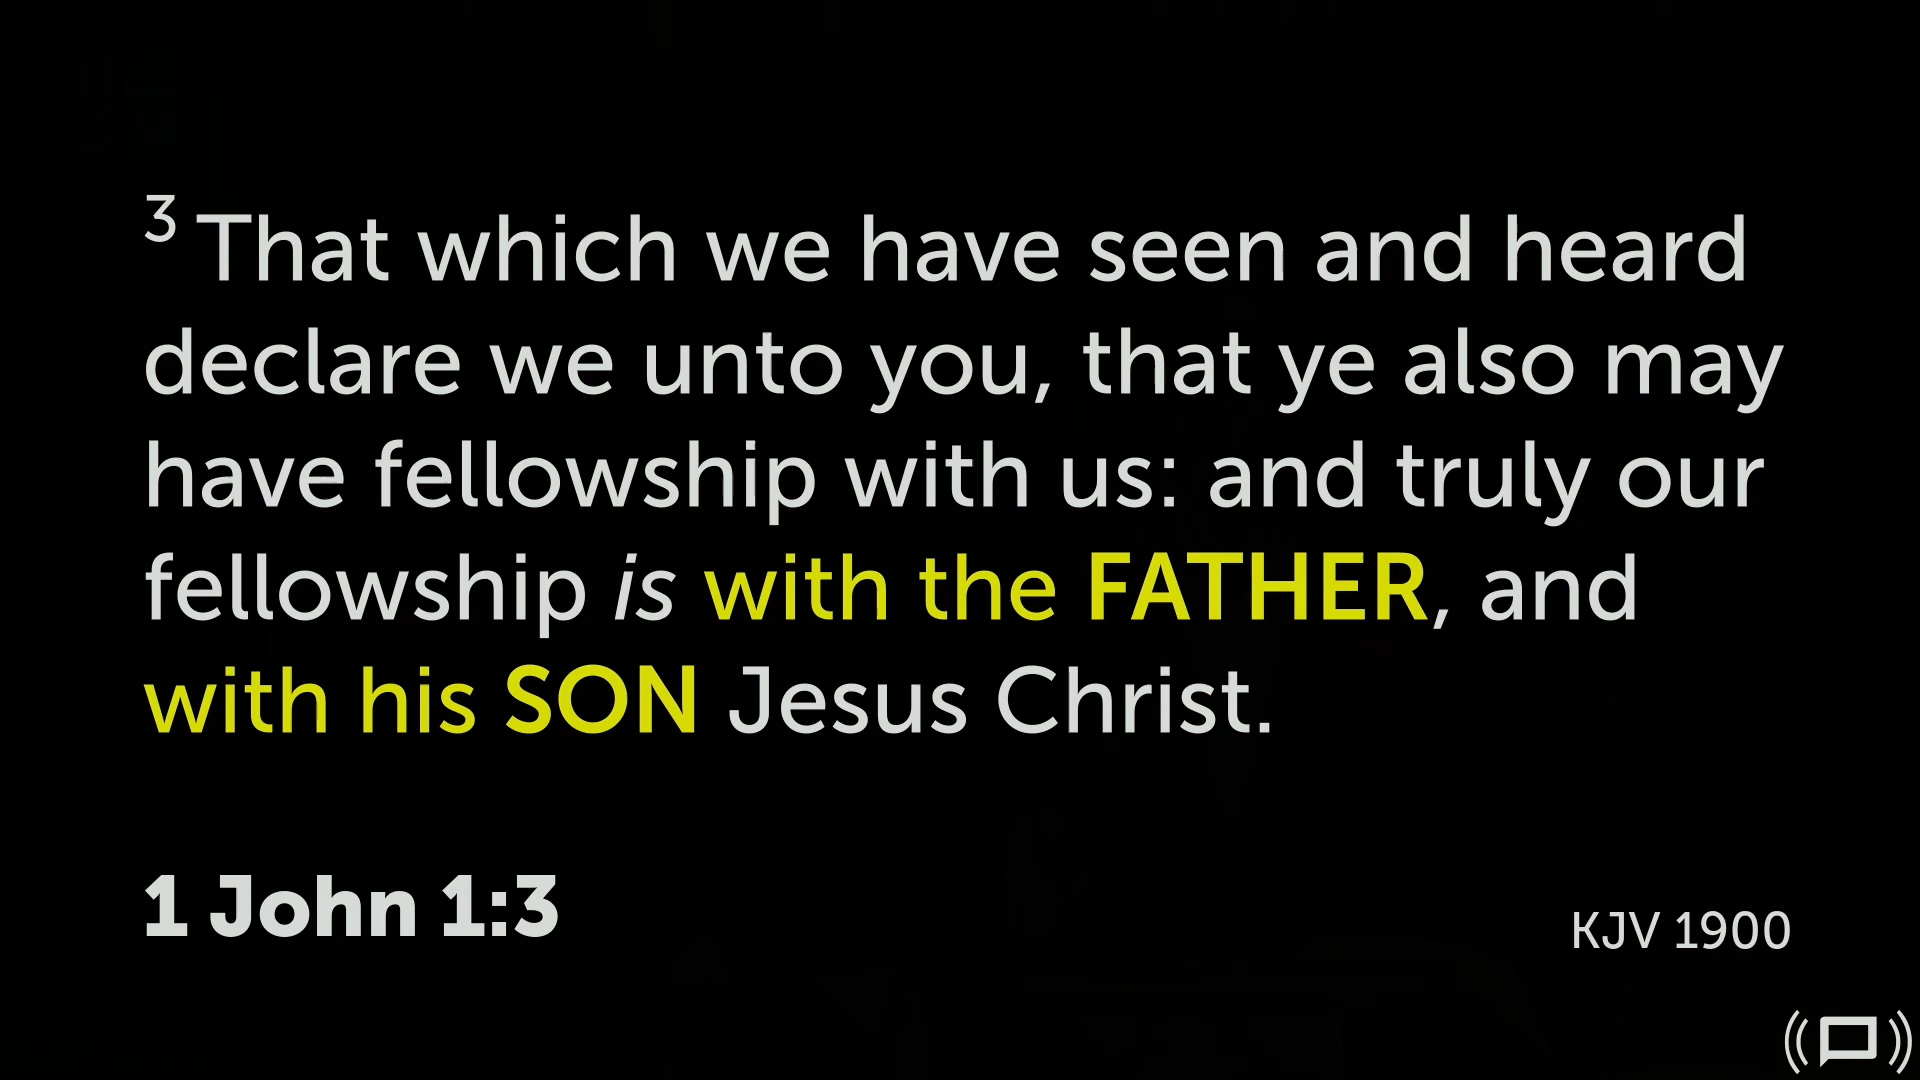 3 That which we have seen and heard
declare we unto you, that ye also may
have fellowship with us: and truly our
fellowship is with the FATHER, and
with his SON Jesus Christ.
1 John 1:3
KJV 1900